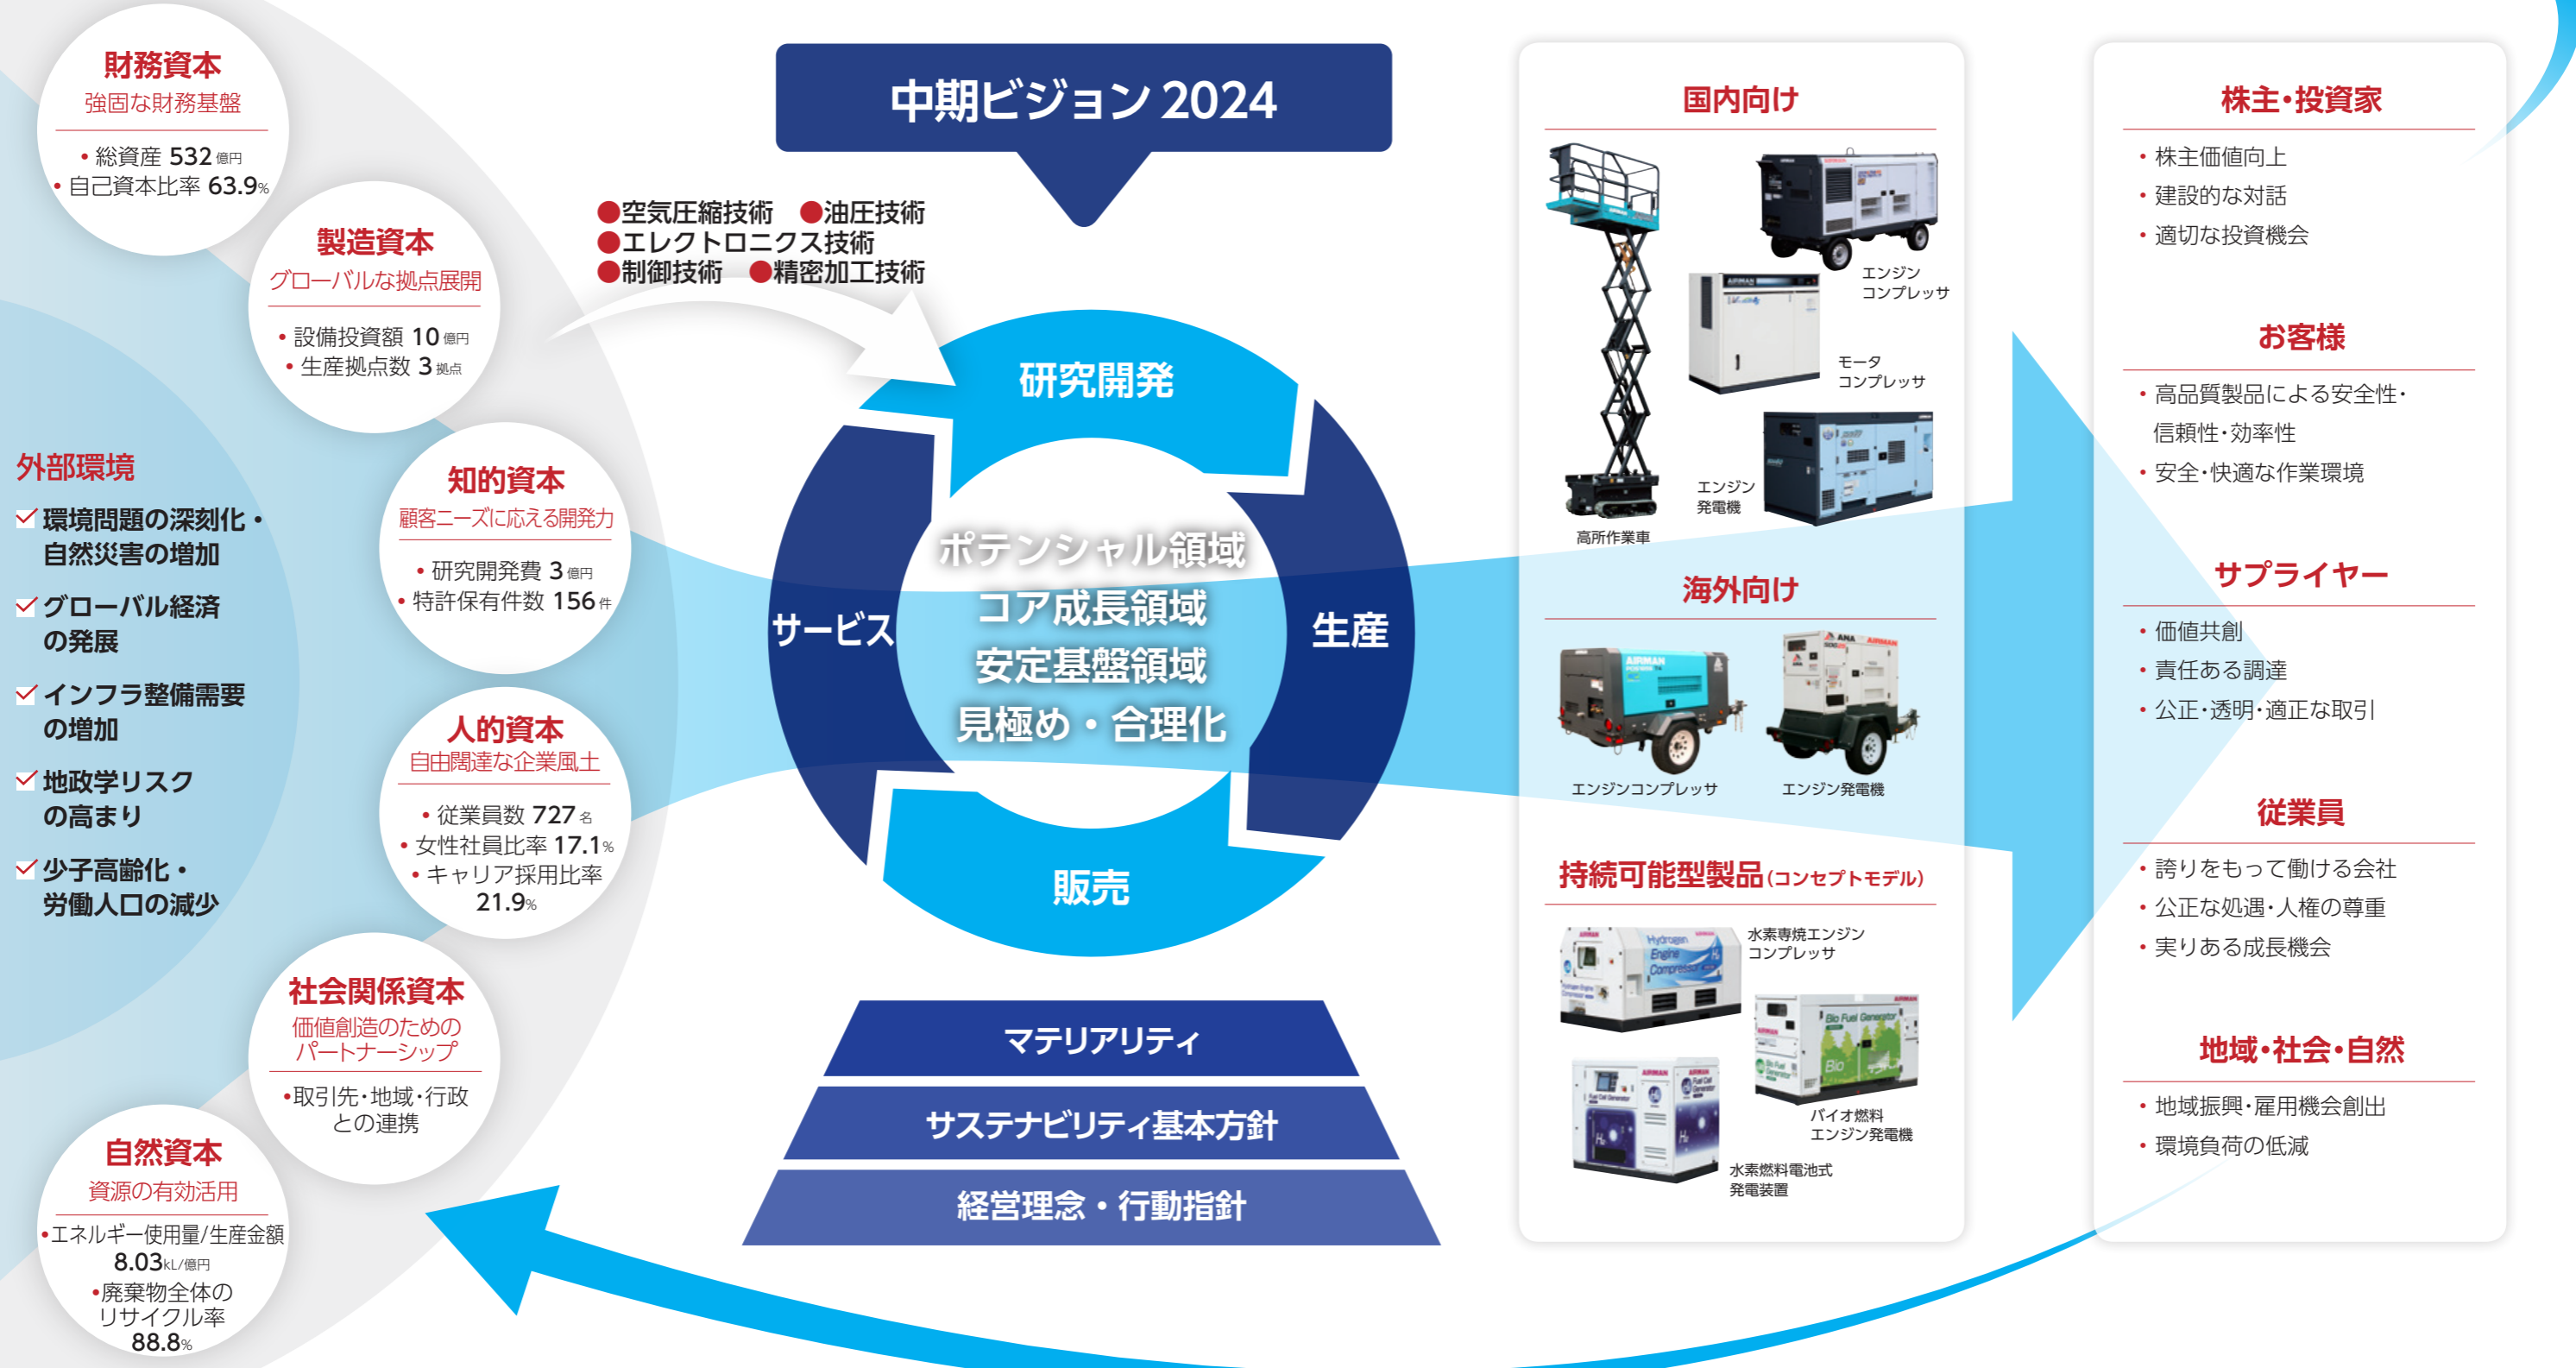 財務資本
強固な財務基盤
• 総資産 532 億円
• 自己資本比率 63.9%
製造資本
グローバルな拠点展開
• 設備投資額 10 億円
• 生産拠点数 3 拠点
知的資本
顧客ニーズに応える開発力
• 研究開発費 3 億円
• 特許保有件数 156 件
人的資本
自由闊達な企業風土
• 従業員数 727 名
• 女性社員比率 17.1%
• キャリア採用比率
21.9%
社会関係資本
価値創造のための
パートナーシップ
•取引先・地域・行政
との連携
自然資本
資源の有効活用
•エネルギー使用量/生産金額
8.03kL/億円
•廃棄物全体の
リサイクル率
88.8%
外部環境
環境問題の深刻化・
自然災害の増加
グローバル経済
の発展
インフラ整備需要
の増加
地政学リスク
の高まり
少子高齢化・
労働人口の減少
中期ビジョン 2024
●空気圧縮技術 ●油圧技術
●エレクトロニクス技術
●制御技術 ●精密加工技術
研究開発
生産
販売
サービス
ポテンシャル領域
コア成長領域
安定基盤領域
見極め・合理化
マテリアリティ
サステナビリティ基本方針
経営理念・行動指針
国内向け
エンジン
コンプレッサ
AIRMAN
モータ
コンプレッサ
エンジン
発電機
高所作業車
海外向け
AIRMAN
ANA AIRMAN
エンジンコンプレッサ
エンジン発電機
持続可能型製品(コンセプトモデル)
Hydrogen
Engine
Compressor
水素専焼エンジン
コンプレッサ
AIRMAN
Bio Fuel Generator
Bio
バイオ燃料
エンジン発電機
AIRMAN
AIRMAN
Fuel Cell
Generator
Fuel Cell Generator
H₂
H₂
水素燃料電池式
発電装置
株主・投資家
• 株主価値向上
• 建設的な対話
• 適切な投資機会
お客様
• 高品質製品による安全性・
信頼性・効率性
• 安全・快適な作業環境
サプライヤー
• 価値共創
• 責任ある調達
• 公正・透明・適正な取引
従業員
• 誇りをもって働ける会社
• 公正な処遇・人権の尊重
• 実りある成長機会
地域・社会・自然
• 地域振興・雇用機会創出
• 環境負荷の低減